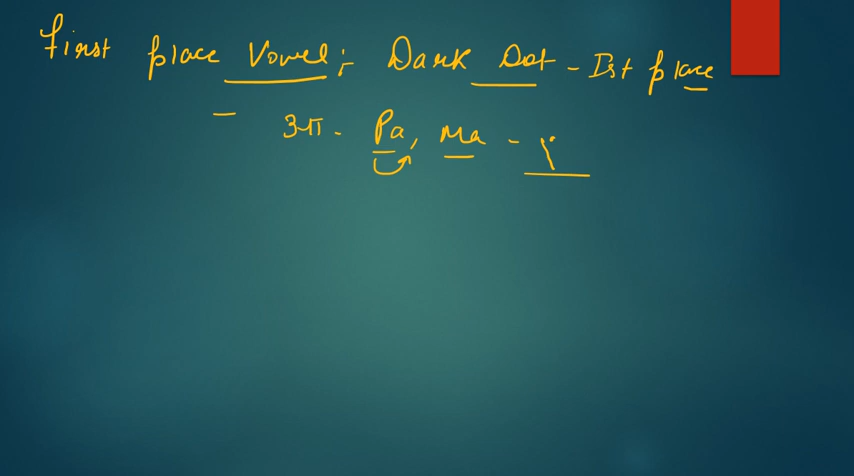 First place Vowel :- Dark Dot - Ist place
- आ - Pa, Ma -